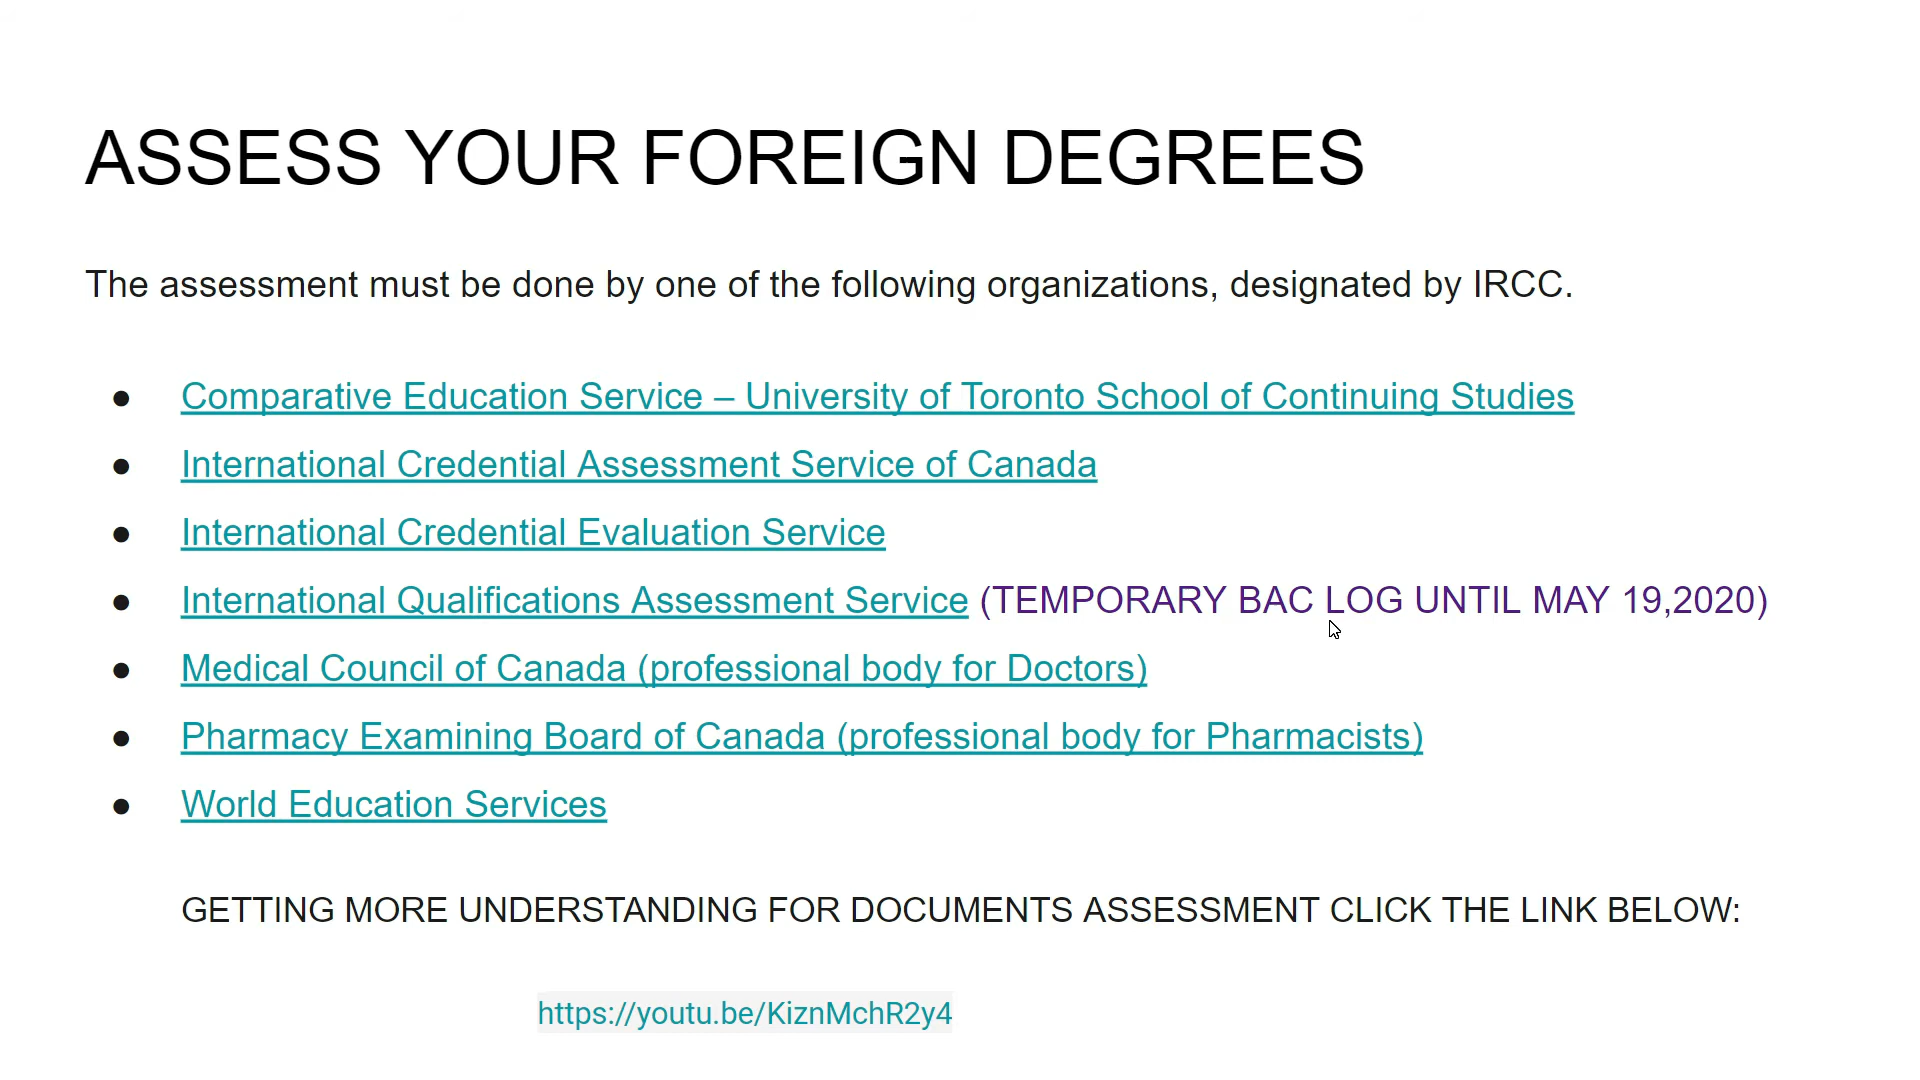 ASSESS YOUR FOREIGN DEGREES
The assessment must be done by one of the following organizations, designated by IRCC.
● Comparative Education Service – University of Toronto School of Continuing Studies
● International Credential Assessment Service of Canada
● International Credential Evaluation Service
● International Qualifications Assessment Service (TEMPORARY BAC LOG UNTIL MAY 19,2020)
● Medical Council of Canada (professional body for Doctors)
● Pharmacy Examining Board of Canada (professional body for Pharmacists)
● World Education Services
GETTING MORE UNDERSTANDING FOR DOCUMENTS ASSESSMENT CLICK THE LINK BELOW:
https://youtu.be/KiznMchR2y4